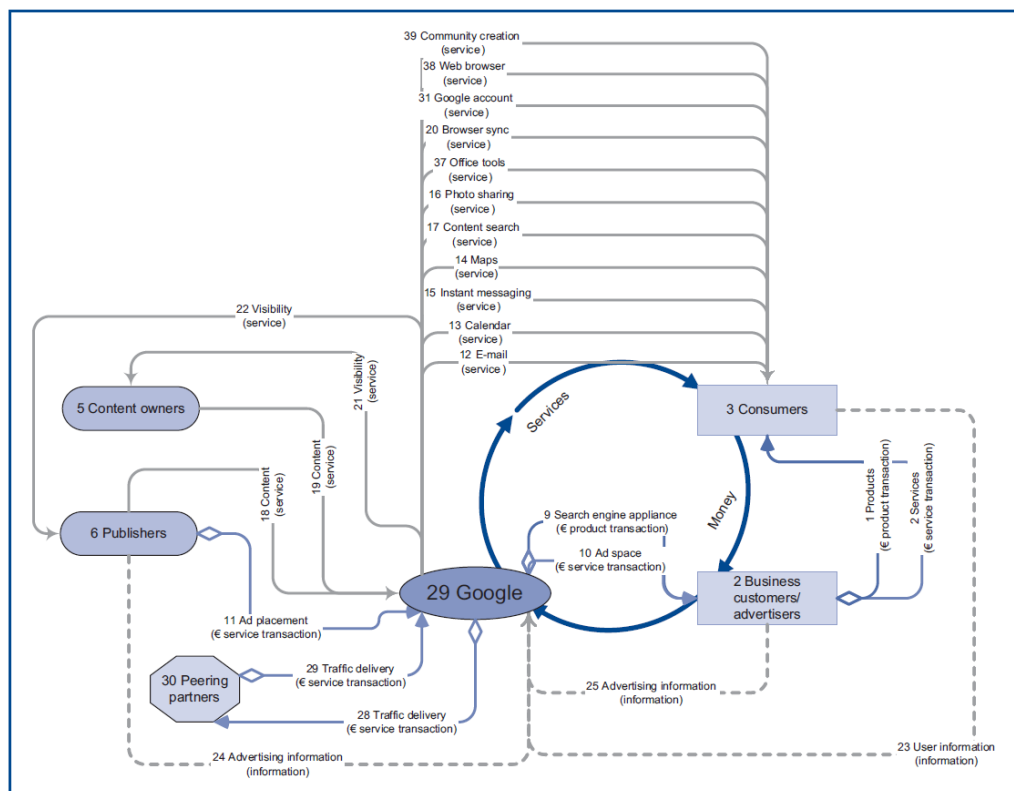 39 Community creation
(service)
38 Web browser
(service)
31 Google account
(service)
20 Browser sync
(service)
37 Office tools
(service)
16 Photo sharing
(service)
17 Content search
(service)
14 Maps
(service)
15 Instant messaging
(service)
13 Calendar
(service)
12 E-mail
(service)
22 Visibility
(service)
21 Visibility
(service)
5 Content owners
19 Content
(service)
18 Content
(service)
6 Publishers
Services
3 Consumers
Money
1 Products
(€ product transaction)
2 Services
(€ service transaction)
9 Search engine appliance
(€ product transaction)
10 Ad space
(€ service transaction)
29 Google
2 Business
customers/
advertisers
11 Ad placement
(€ service transaction)
29 Traffic delivery
(€ service transaction)
30 Peering
partners
25 Advertising information
(information)
28 Traffic delivery
(€ service transaction)
23 User information
(information)
24 Advertising information
(information)